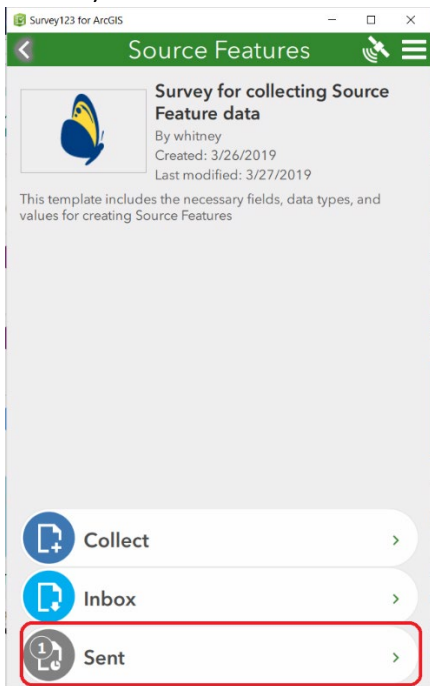 Survey123 for ArcGIS
Source Features
Survey for collecting Source
Feature data
By whitney
Created: 3/26/2019
Last modified: 3/27/2019
This template includes the necessary fields, data types, and
values for creating Source Features
Collect
Inbox
1
Sent